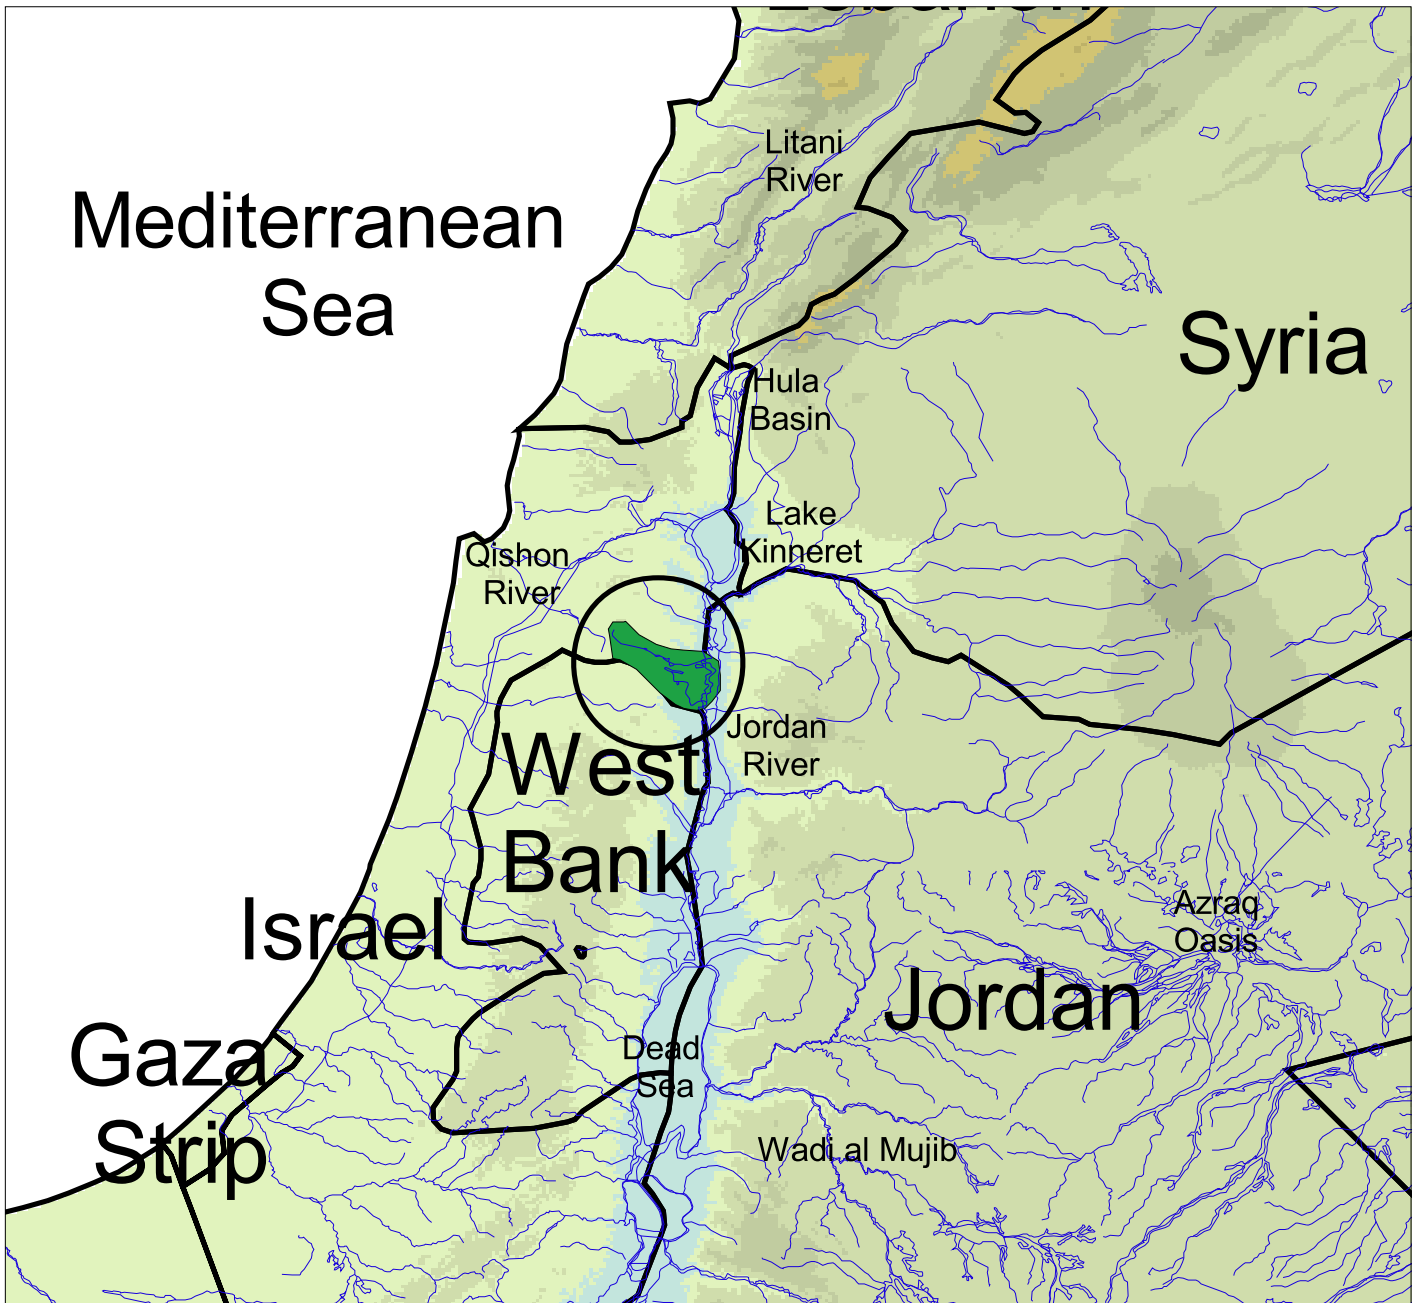 Lebanon
Litani
River
Mediterranean
Sea
Syria
Hula
Basin
Lake
Kinneret
Qishon
River
Jordan
River
West
Bank
Israel
Azraq
Oasis
Jordan
Gaza
Strip
Dead
Sea
Wadi al Mujib